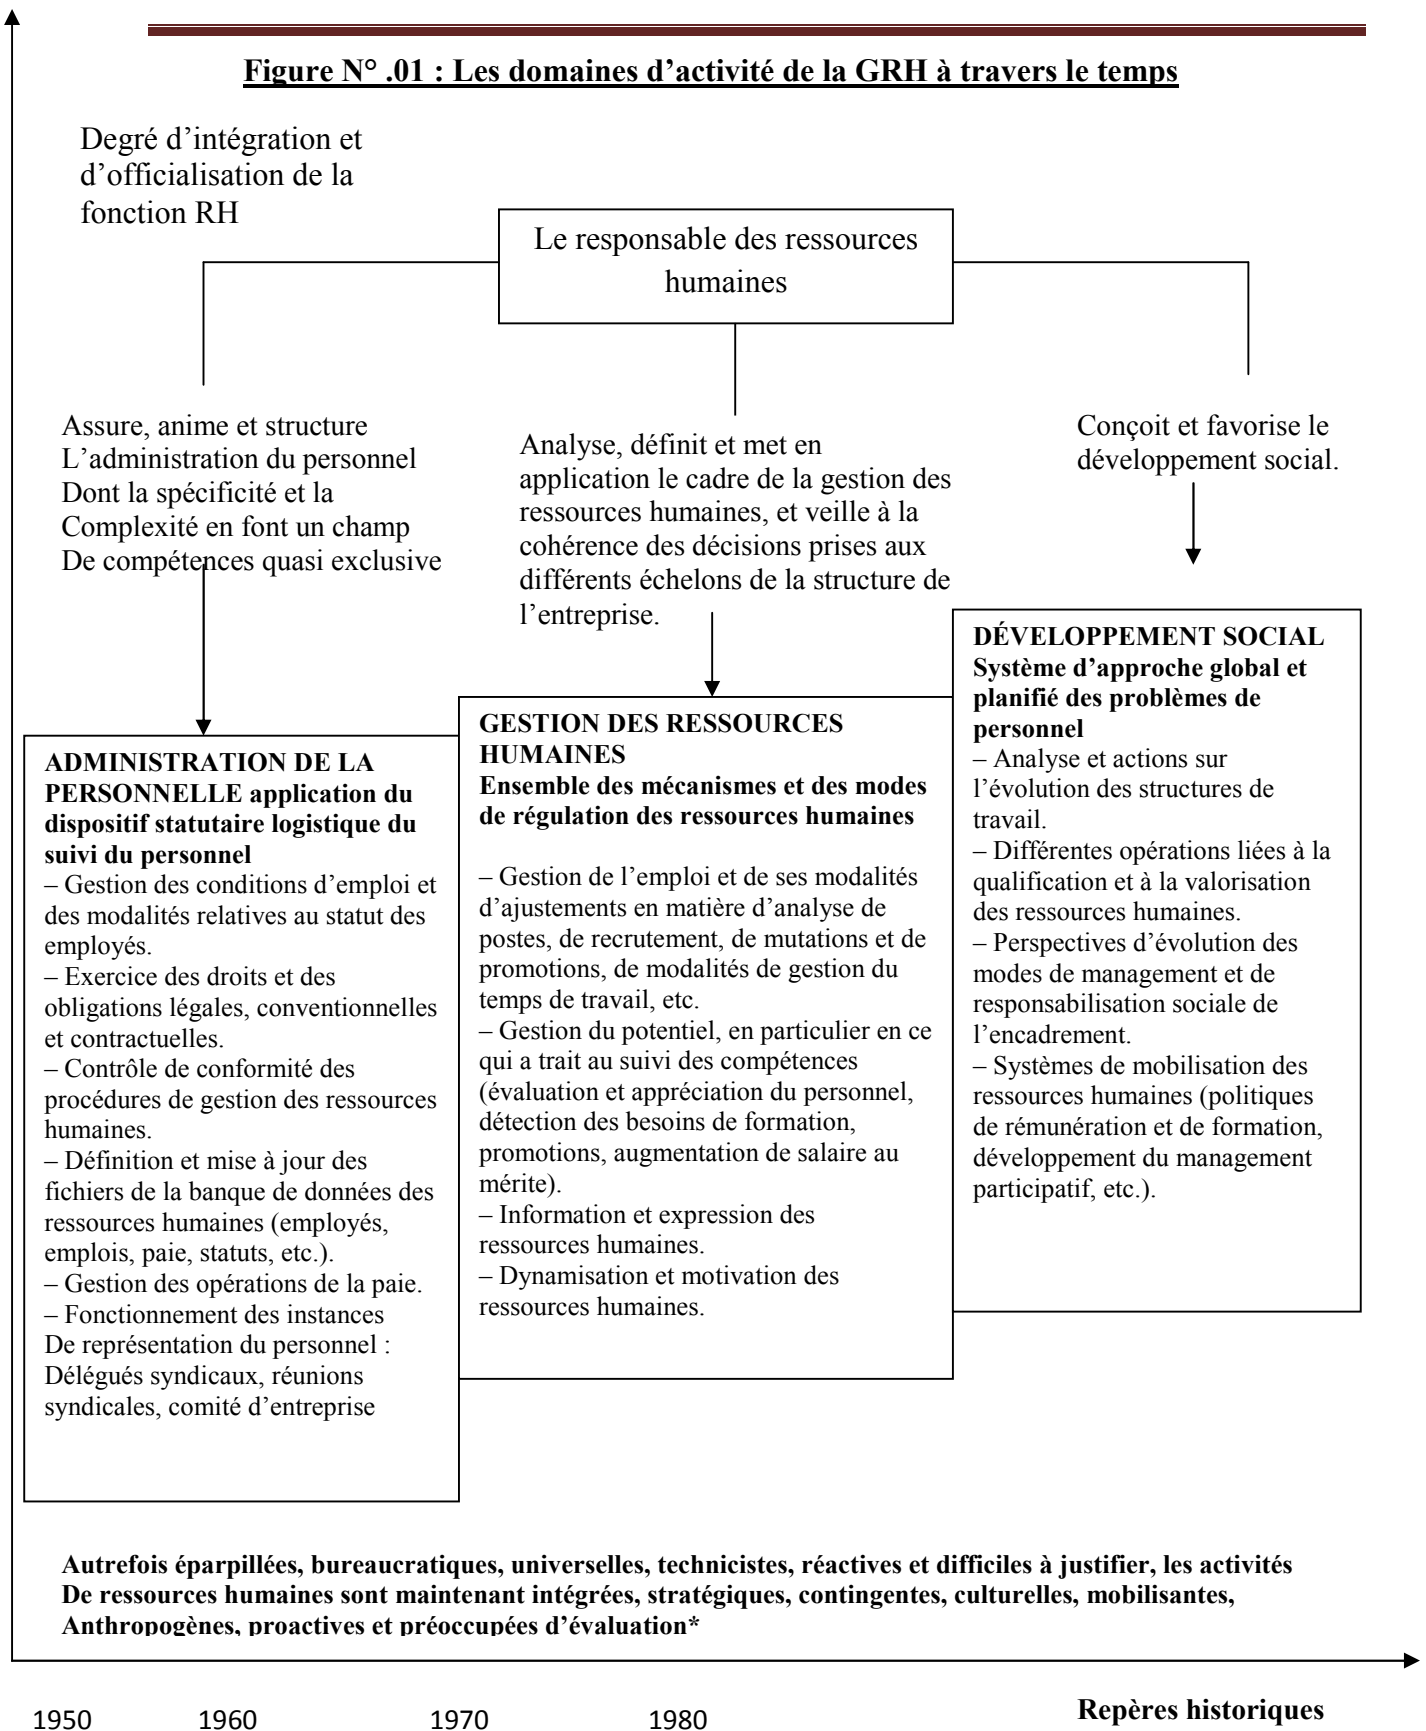 Figure N° .01 : Les domaines d’activité de la GRH à travers le temps
Degré d’intégration et
d’officialisation de la
fonction RH
Le responsable des ressources
humaines
Assure, anime et structure
L’administration du personnel
Dont la spécificité et la
Complexité en font un champ
De compétences quasi exclusive
Analyse, définit et met en
application le cadre de la gestion des
ressources humaines, et veille à la
cohérence des décisions prises aux
différents échelons de la structure de
l’entreprise.
Conçoit et favorise le
développement social.
ADMINISTRATION DE LA
PERSONNELLE application du
dispositif statutaire logistique du
suivi du personnel
– Gestion des conditions d’emploi et
des modalités relatives au statut des
employés.
– Exercice des droits et des
obligations légales, conventionnelles
et contractuelles.
– Contrôle de conformité des
procédures de gestion des ressources
humaines.
– Définition et mise à jour des
fichiers de la banque de données des
ressources humaines (employés,
emplois, paie, statuts, etc.).
– Gestion des opérations de la paie.
– Fonctionnement des instances
De représentation du personnel :
Délégués syndicaux, réunions
syndicales, comité d’entreprise
GESTION DES RESSOURCES
HUMAINES
Ensemble des mécanismes et des modes
de régulation des ressources humaines
– Gestion de l’emploi et de ses modalités
d’ajustements en matière d’analyse de
postes, de recrutement, de mutations et de
promotions, de modalités de gestion du
temps de travail, etc.
– Gestion du potentiel, en particulier en ce
qui a trait au suivi des compétences
(évaluation et appréciation du personnel,
détection des besoins de formation,
promotions, augmentation de salaire au
mérite).
– Information et expression des
ressources humaines.
– Dynamisation et motivation des
ressources humaines.
DÉVELOPPEMENT SOCIAL
Système d’approche global et
planifié des problèmes de
personnel
– Analyse et actions sur
l’évolution des structures de
travail.
– Différentes opérations liées à la
qualification et à la valorisation
des ressources humaines.
– Perspectives d’évolution des
modes de management et de
responsabilisation sociale de
l’encadrement.
– Systèmes de mobilisation des
ressources humaines (politiques
de rémunération et de formation,
développement du management
participatif, etc.).
Autrefois éparpillées, bureaucratiques, universelles, technicistes, réactives et difficiles à justifier, les activités
De ressources humaines sont maintenant intégrées, stratégiques, contingentes, culturelles, mobilisantes,
Anthropogènes, proactives et préoccupées d’évaluation*
1950 1960 1970 1980 Repères historiques